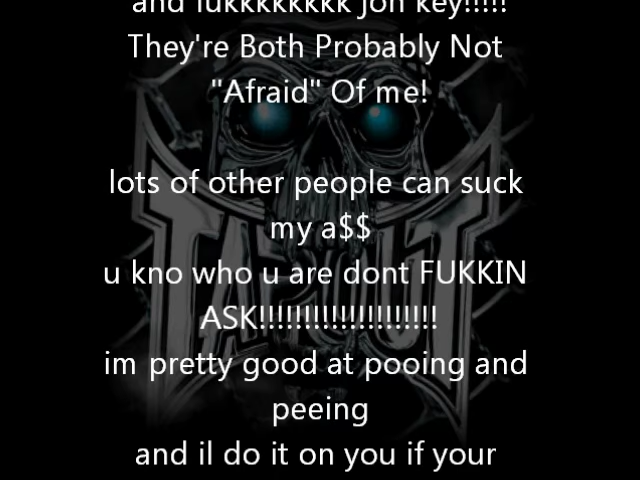 and fukkkkkkkk jon key!!!!!
They're Both Probably Not
"Afraid" Of me!
lots of other people can suck
my a$$
u kno who u are dont FUKKIN
ASK!!!!!!!!!!!!!!!!!!!!
im pretty good at pooing and
peeing
and il do it on you if your
TAPOUT